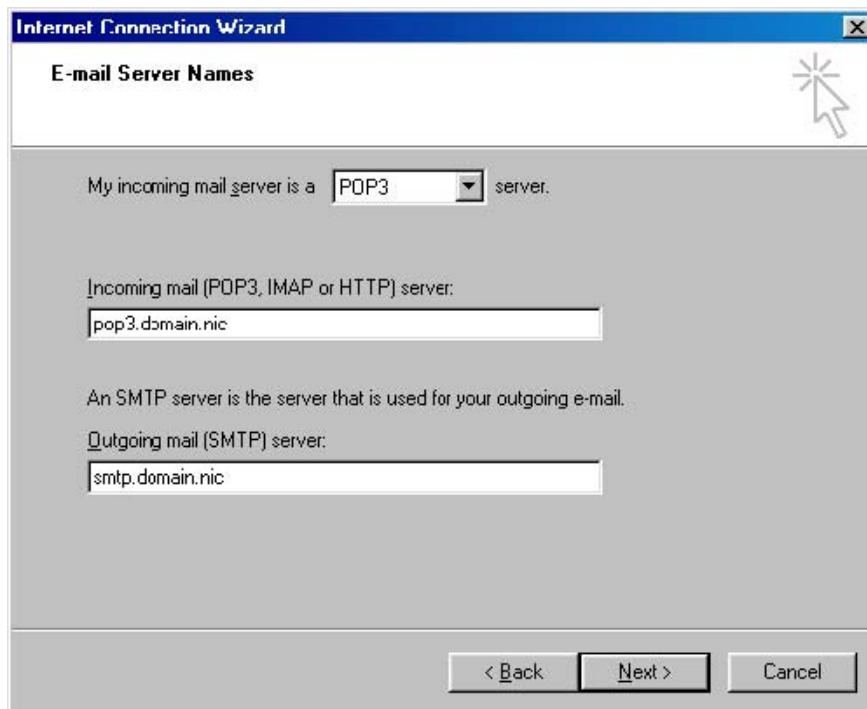 Internet Connection Wizard
E-mail Server Names
My incoming mail server is a POP3 server.
Incoming mail (POP3, IMAP or HTTP) server:
pop3.domain.nic
An SMTP server is the server that is used for your outgoing e-mail.
Outgoing mail (SMTP) server:
smtp.domain.nic
< Back Next > Cancel